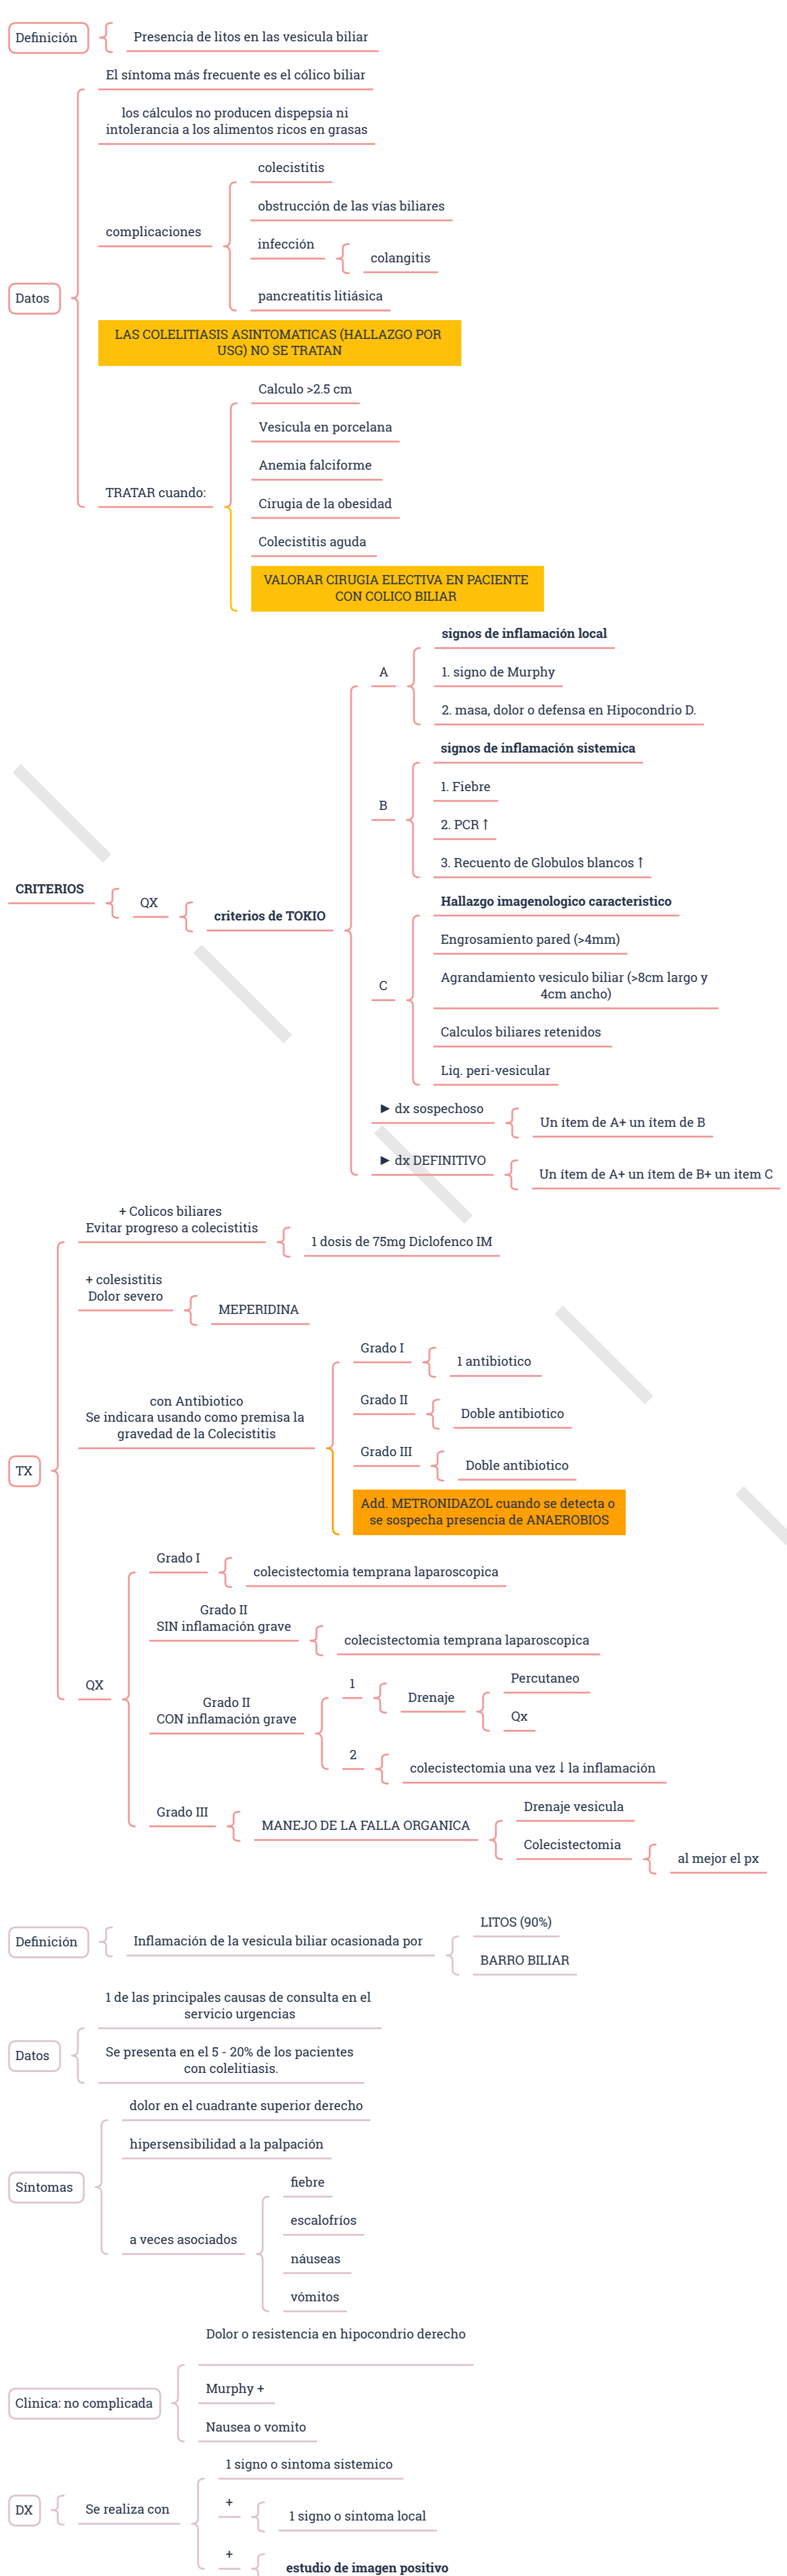 Definición
Presencia de litos en las vesicula biliar
El síntoma más frecuente es el cólico biliar
los cálculos no producen dispepsia ni
intolerancia a los alimentos ricos en grasas
colecistitis
obstrucción de las vías biliares
complicaciones
infección
colangitis
pancreatitis litiásica
Datos
LAS COLELITIASIS ASINTOMATICAS (HALLAZGO POR
USG) NO SE TRATAN
Calculo >2.5 cm
Vesicula en porcelana
Anemia falciforme
TRATAR cuando:
Cirugia de la obesidad
Colecistitis aguda
VALORAR CIRUGIA ELECTIVA EN PACIENTE
CON COLICO BILIAR
signos de inflamación local
A
1. signo de Murphy
2. masa, dolor o defensa en Hipocondrio D.
signos de inflamación sistemica
1. Fiebre
B
2. PCR ↑
3. Recuento de Globulos blancos ↑
CRITERIOS
QX
criterios de TOKIO
Hallazgo imagenologico caracteristico
Engrosamiento pared (>4mm)
C
Agrandamiento vesiculo biliar (>8cm largo y
4cm ancho)
Calculos biliares retenidos
Liq. peri-vesicular
► dx sospechoso
Un ítem de A+ un ítem de B
► dx DEFINITIVO
Un ítem de A+ un ítem de B+ un item C
+ Colicos biliares
Evitar progreso a colecistitis
1 dosis de 75mg Diclofenco IM
+ colesistitis
Dolor severo
MEPERIDINA
Grado I
1 antibiotico
con Antibiotico
Se indicara usando como premisa la
gravedad de la Colecistitis
Grado II
Doble antibiotico
Grado III
Doble antibiotico
TX
Add. METRONIDAZOL cuando se detecta o
se sospecha presencia de ANAEROBIOS
Grado I
colecistectomia temprana laparoscopica
Grado II
SIN inflamación grave
colecistectomia temprana laparoscopica
QX
Grado II
CON inflamación grave
1
Drenaje
Percutaneo
Qx
2
colecistectomia una vez ↓ la inflamación
Grado III
MANEJO DE LA FALLA ORGANICA
Drenaje vesicula
Colecistectomia
al mejor el px
Definición
Inflamación de la vesicula biliar ocasionada por
LITOS (90%)
BARRO BILIAR
1 de las principales causas de consulta en el
servicio urgencias
Datos
Se presenta en el 5 - 20% de los pacientes
con colelitiasis.
dolor en el cuadrante superior derecho
hipersensibilidad a la palpación
Síntomas
fiebre
escalofríos
a veces asociados
náuseas
vómitos
Dolor o resistencia en hipocondrio derecho
Clinica: no complicada
Murphy +
Nausea o vomito
1 signo o sintoma sistemico
DX
Se realiza con
+
1 signo o sintoma local
+
estudio de imagen positivo